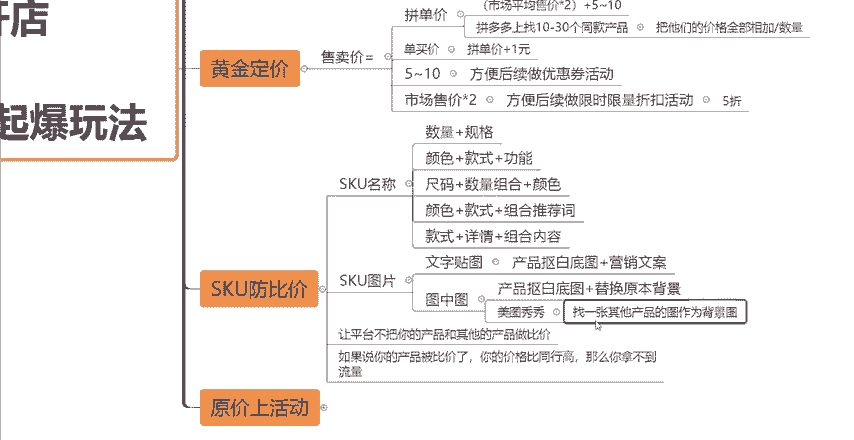 开店
起爆玩法
黄金定价
售卖价=
拼单价
(市场平均售价*2)+5~10
拼多多上找10-30个同款产品
把他们的价格全部相加/数量
单买价
拼单价+1元
5~10
方便后续做优惠券活动
市场售价*2
方便后续做限时限量折扣活动
5折
SKU防比价
SKU名称
数量+规格
颜色+款式+功能
尺码+数量组合+颜色
颜色+款式+组合推荐词
款式+详情+组合内容
SKU图片
文字贴图
产品抠白底图+营销文案
图中图
产品抠白底图+替换原本背景
美图秀秀
找一张其他产品的图作为背景图
让平台不把你的产品和其他的产品做比价
如果说你的产品被比价了，你的价格比同行高，那么你拿不到
流量
原价上活动